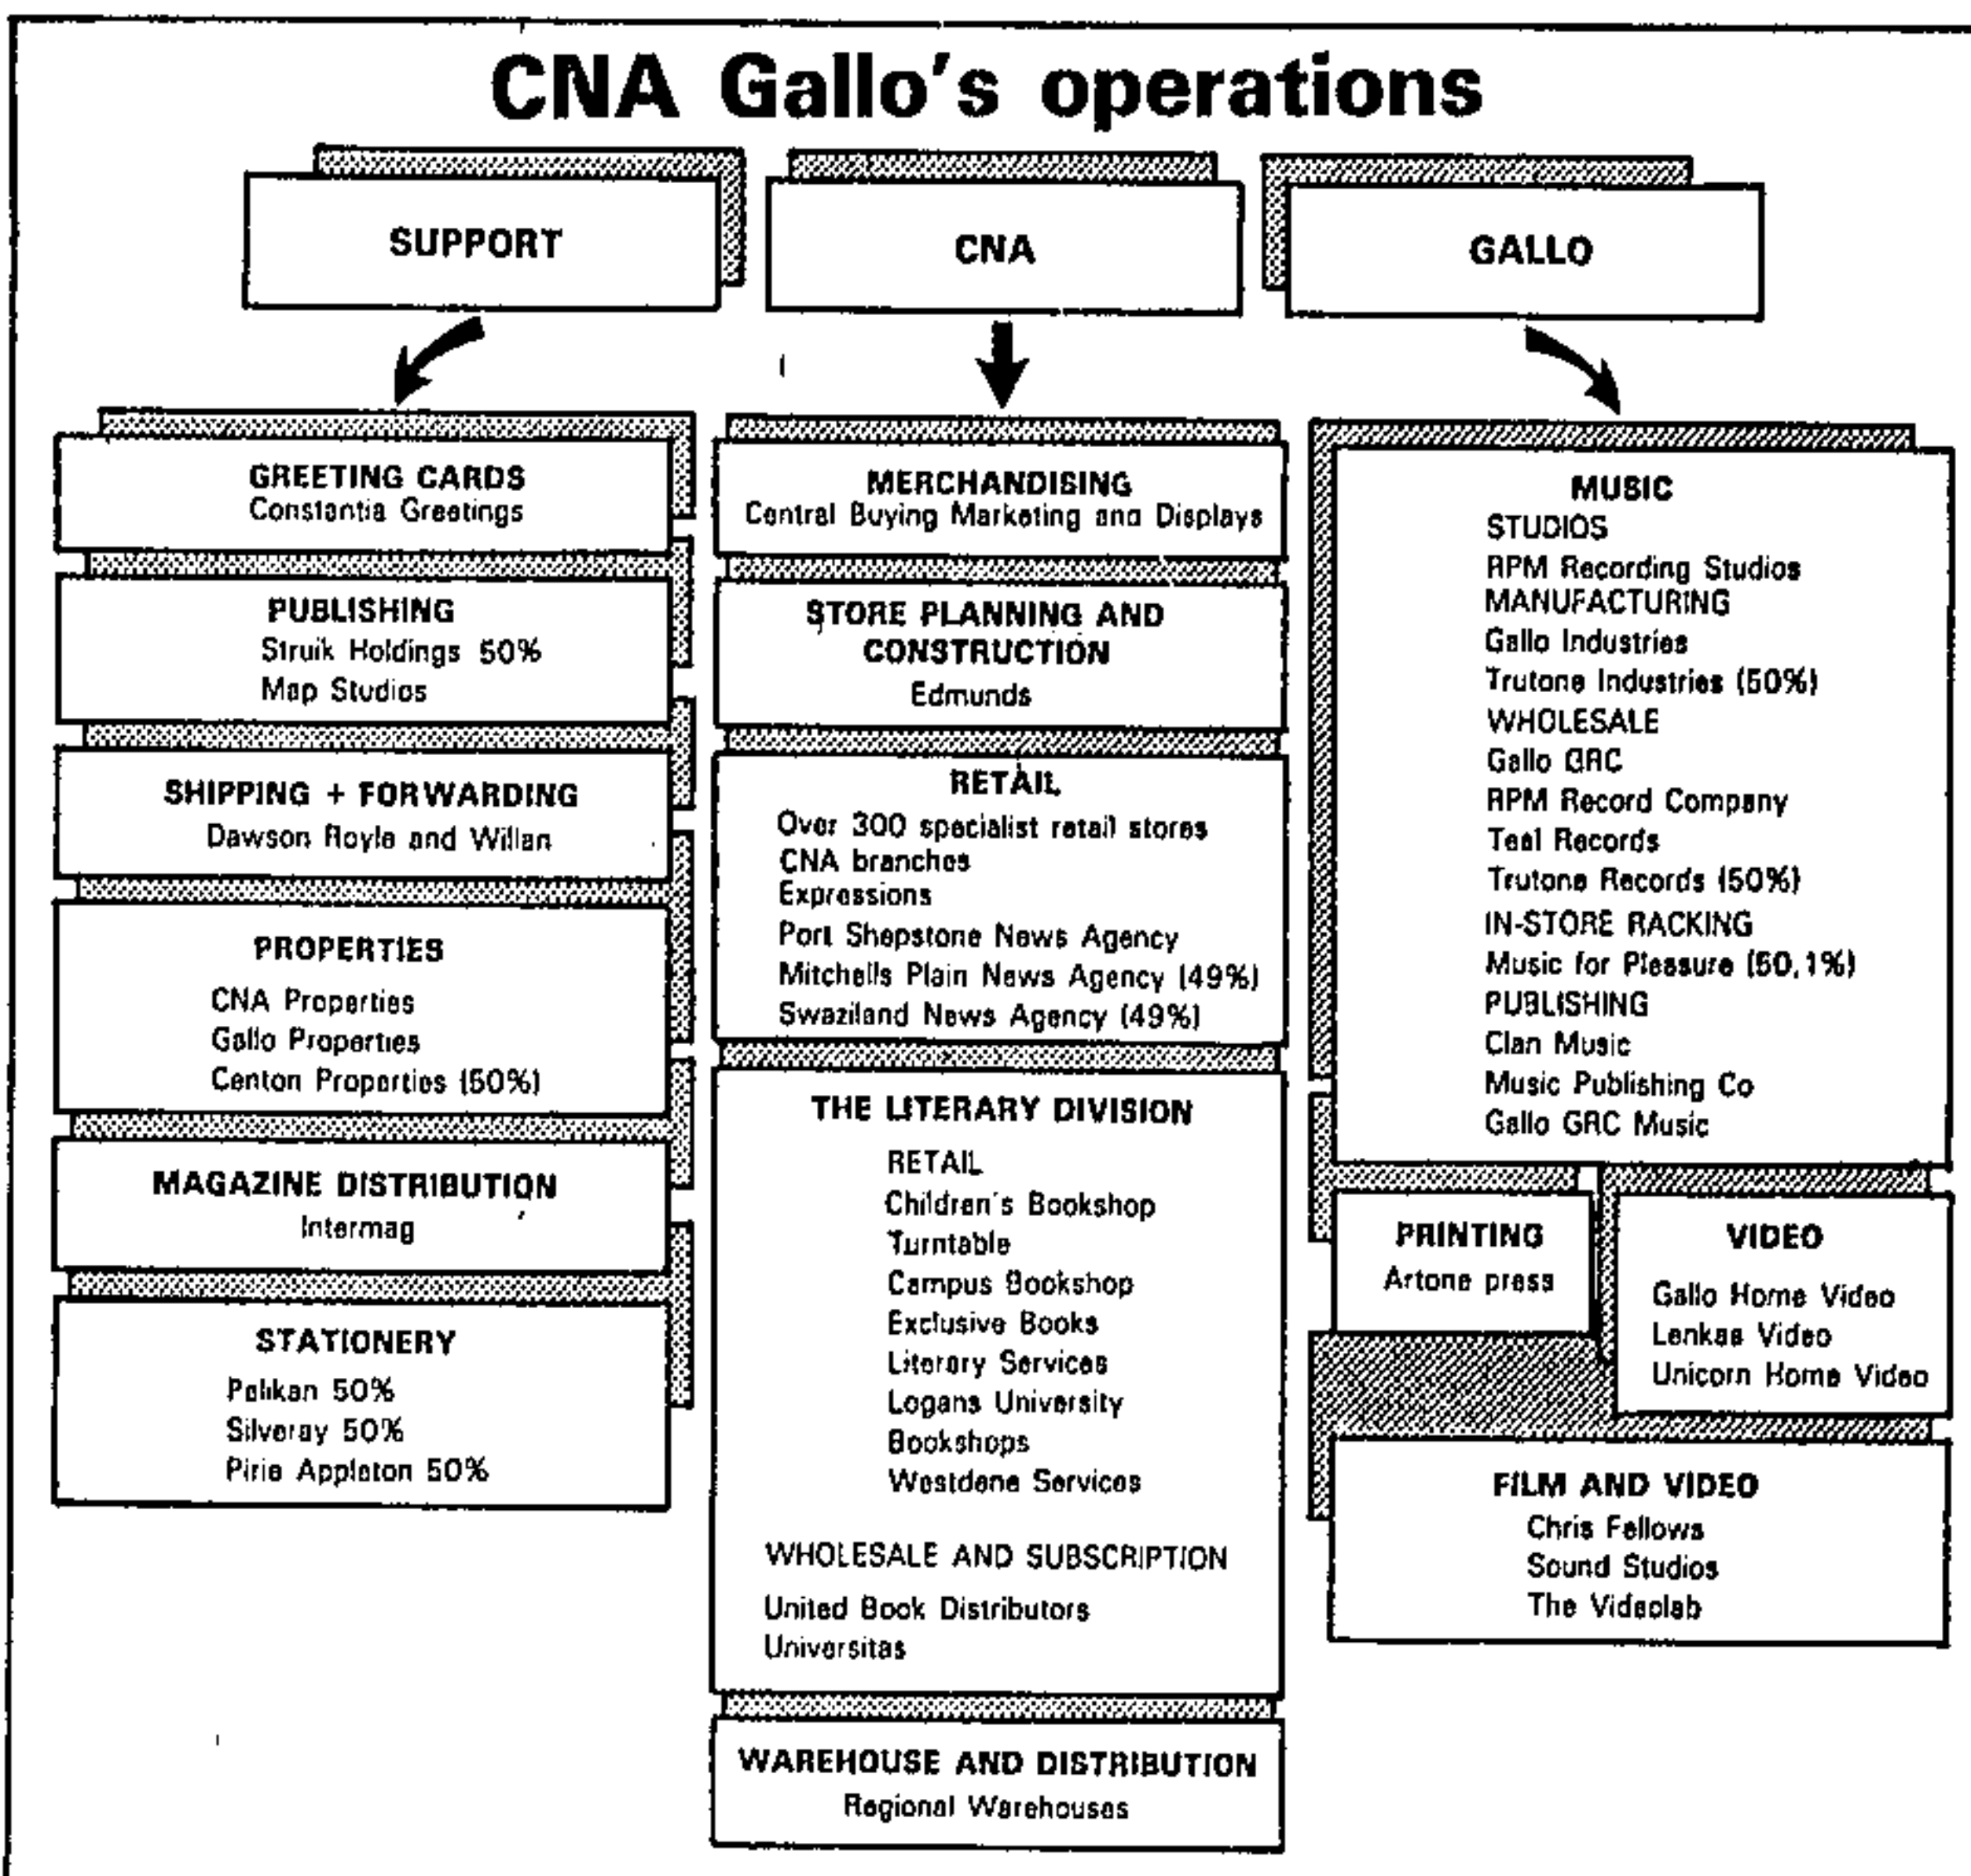 CNA Gallo's operations
SUPPORT
CNA
GALLO
GREETING CARDS
Constantia Greetings
PUBLISHING
Struik Holdings 50%
Map Studios
SHIPPING + FORWARDING
Dawson Royle and Willan
PROPERTIES
CNA Properties
Gallo Properties
Centon Properties (50%)
MAGAZINE DISTRIBUTION
Intermag
STATIONERY
Pelikan 50%
Silveray 50%
Pirie Appleton 50%
MERCHANDISING
Central Buying Marketing and Displays
STORE PLANNING AND
CONSTRUCTION
Edmunds
RETAIL
Over 300 specialist retail stores
CNA branches
Expressions
Port Shepstone News Agency
Mitchells Plain News Agency (49%)
Swaziland News Agency (49%)
THE LITERARY DIVISION
RETAIL
Children's Bookshop
Turntable
Campus Bookshop
Exclusive Books
Literary Services
Logans University
Bookshops
Westdene Services
WHOLESALE AND SUBSCRIPTION
United Book Distributors
Universitas
WAREHOUSE AND DISTRIBUTION
Regional Warehouses
MUSIC
STUDIOS
RPM Recording Studios
MANUFACTURING
Gallo Industries
Trutone Industries (50%)
WHOLESALE
Gallo GRC
RPM Record Company
Teal Records
Trutone Records (50%)
IN-STORE RACKING
Music for Pleasure (50,1%)
PUBLISHING
Clan Music
Music Publishing Co
Gallo GRC Music
PRINTING
Artone press
VIDEO
Gallo Home Video
Lenkas Video
Unicorn Home Video
FILM AND VIDEO
Chris Fellows
Sound Studios
The Videolab